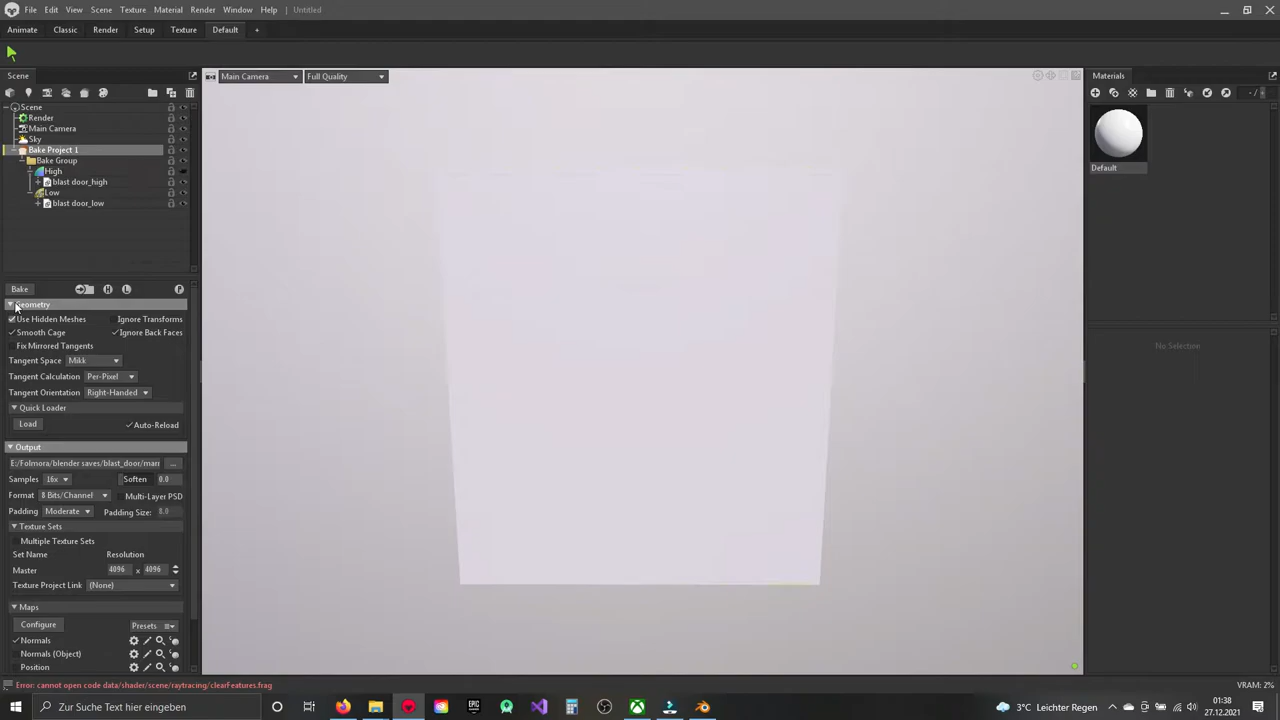 File Edit Scene Texture Material Render Window Help Untitled
Animate Classic Render Setup Texture Default +
Scene
Main Camera Full Quality
Materials
Scene
Render
Main Camera
Sky
Bake Project 1
Bake Group
High
blast door_high
Low
blast door_low
Default
No Selection
Bake H L P
Geometry
Use Hidden Meshes Ignore Transforms
Smooth Cage Ignore Back Faces
Fix Mirrored Tangents
Tangent Space Mikk
Tangent Calculation Per-Pixel
Tangent Orientation Right-Handed
Quick Loader
Load Auto-Reload
Output
E:/Folmora/blender saves/blast_door/mar ...
Samples 16x Soften 0.0
Format 8 Bits/Channel Multi-Layer PSD
Padding Moderate Padding Size: 8.0
Texture Sets
Multiple Texture Sets
Set Name Resolution
Master 4096 x 4096
Texture Project Link (None)
Maps
Configure Presets
Normals
Normals (Object)
Position
Error: cannot open code data/shader/scene/raytracing/clearFeatures.frag
VRAM: 2%
Zur Suche Text hier eingeben
3°C Leichter Regen
01:38
27.12.2021